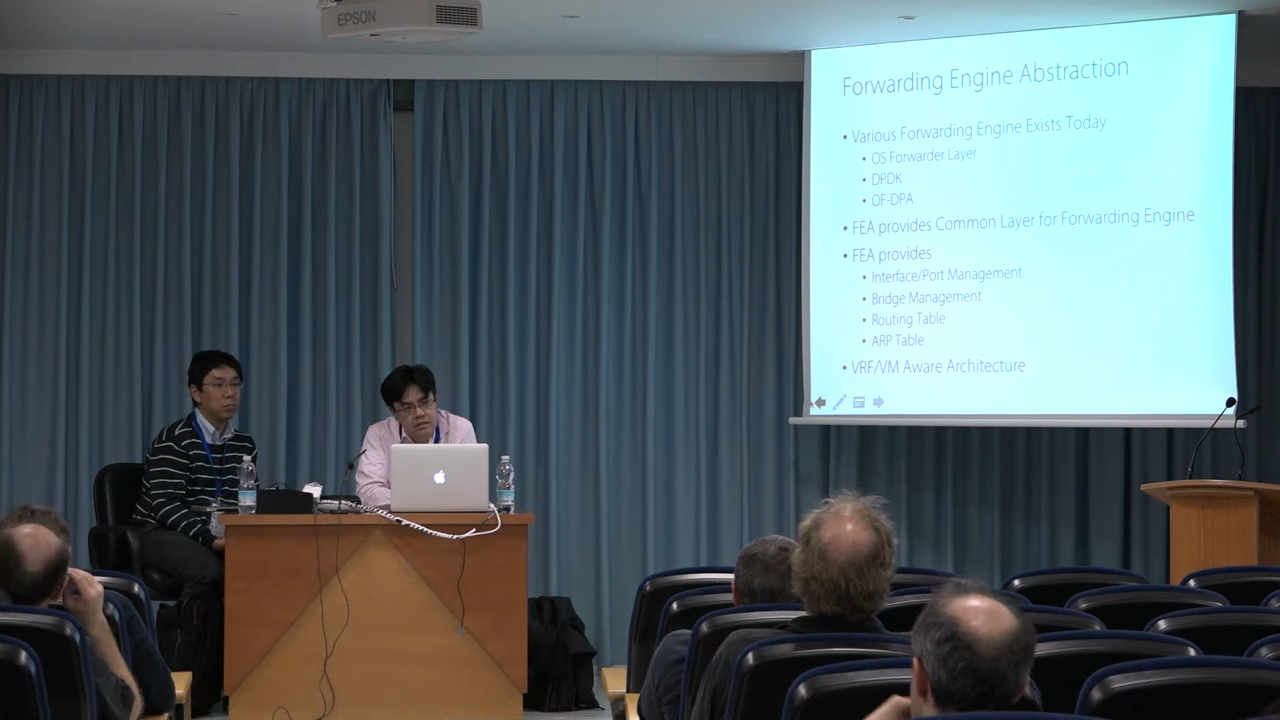 EPSON
Forwarding Engine Abstraction
• Various Forwarding Engine Exists Today
• OS Forwarder Layer
• DPDK
• OF-DPA
• FEA provides Common Layer for Forwarding Engine
• FEA provides
• Interface/Port Management
• Bridge Management
• Routing Table
• ARP Table
• VRF/VM Aware Architecture